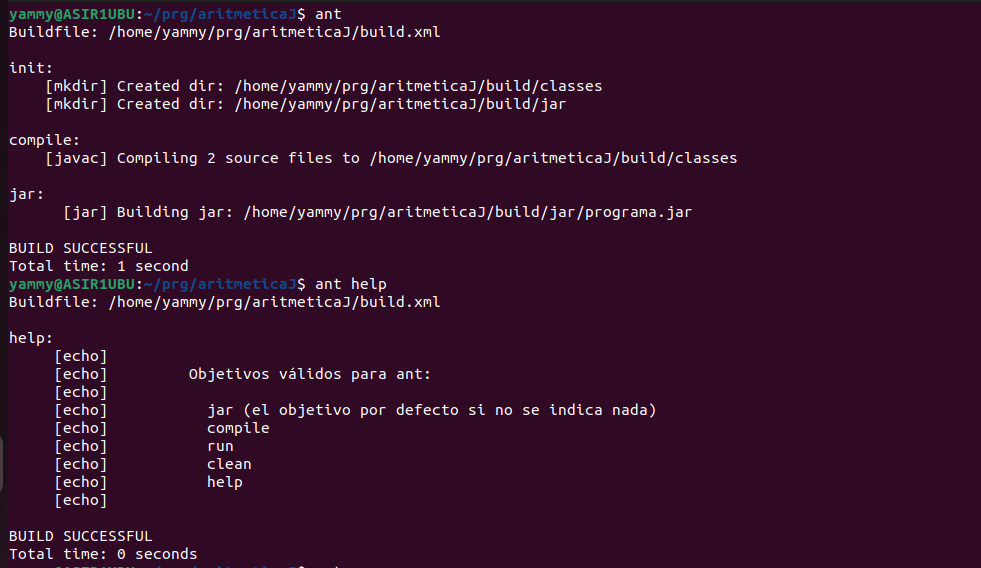 yammy@ASIR1UBU:~/prg/aritmeticaJ$ ant
Buildfile: /home/yammy/prg/aritmeticaJ/build.xml
init:
[mkdir] Created dir: /home/yammy/prg/aritmeticaJ/build/classes
[mkdir] Created dir: /home/yammy/prg/aritmeticaJ/build/jar
compile:
[javac] Compiling 2 source files to /home/yammy/prg/aritmeticaJ/build/classes
jar:
[jar] Building jar: /home/yammy/prg/aritmeticaJ/build/jar/programa.jar
BUILD SUCCESSFUL
Total time: 1 second
yammy@ASIR1UBU:~/prg/aritmeticaJ$ ant help
Buildfile: /home/yammy/prg/aritmeticaJ/build.xml
help:
[echo]
[echo] Objetivos válidos para ant:
[echo]
[echo] jar (el objetivo por defecto si no se indica nada)
[echo] compile
[echo] run
[echo] clean
[echo] help
[echo]
BUILD SUCCESSFUL
Total time: 0 seconds